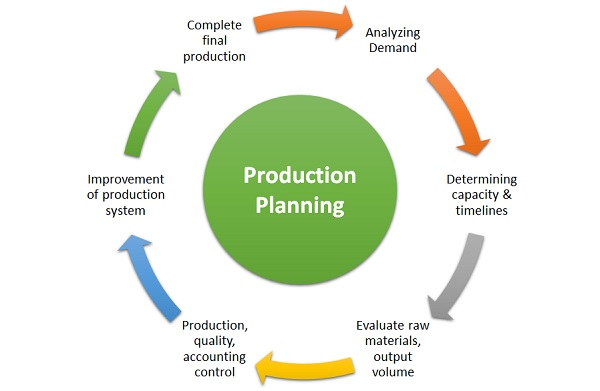 Complete
final
production
Analyzing
Demand
Determining
capacity &
timelines
Evaluate raw
materials,
output
volume
Production,
quality,
accounting
control
Improvement
of production
system
Production
Planning